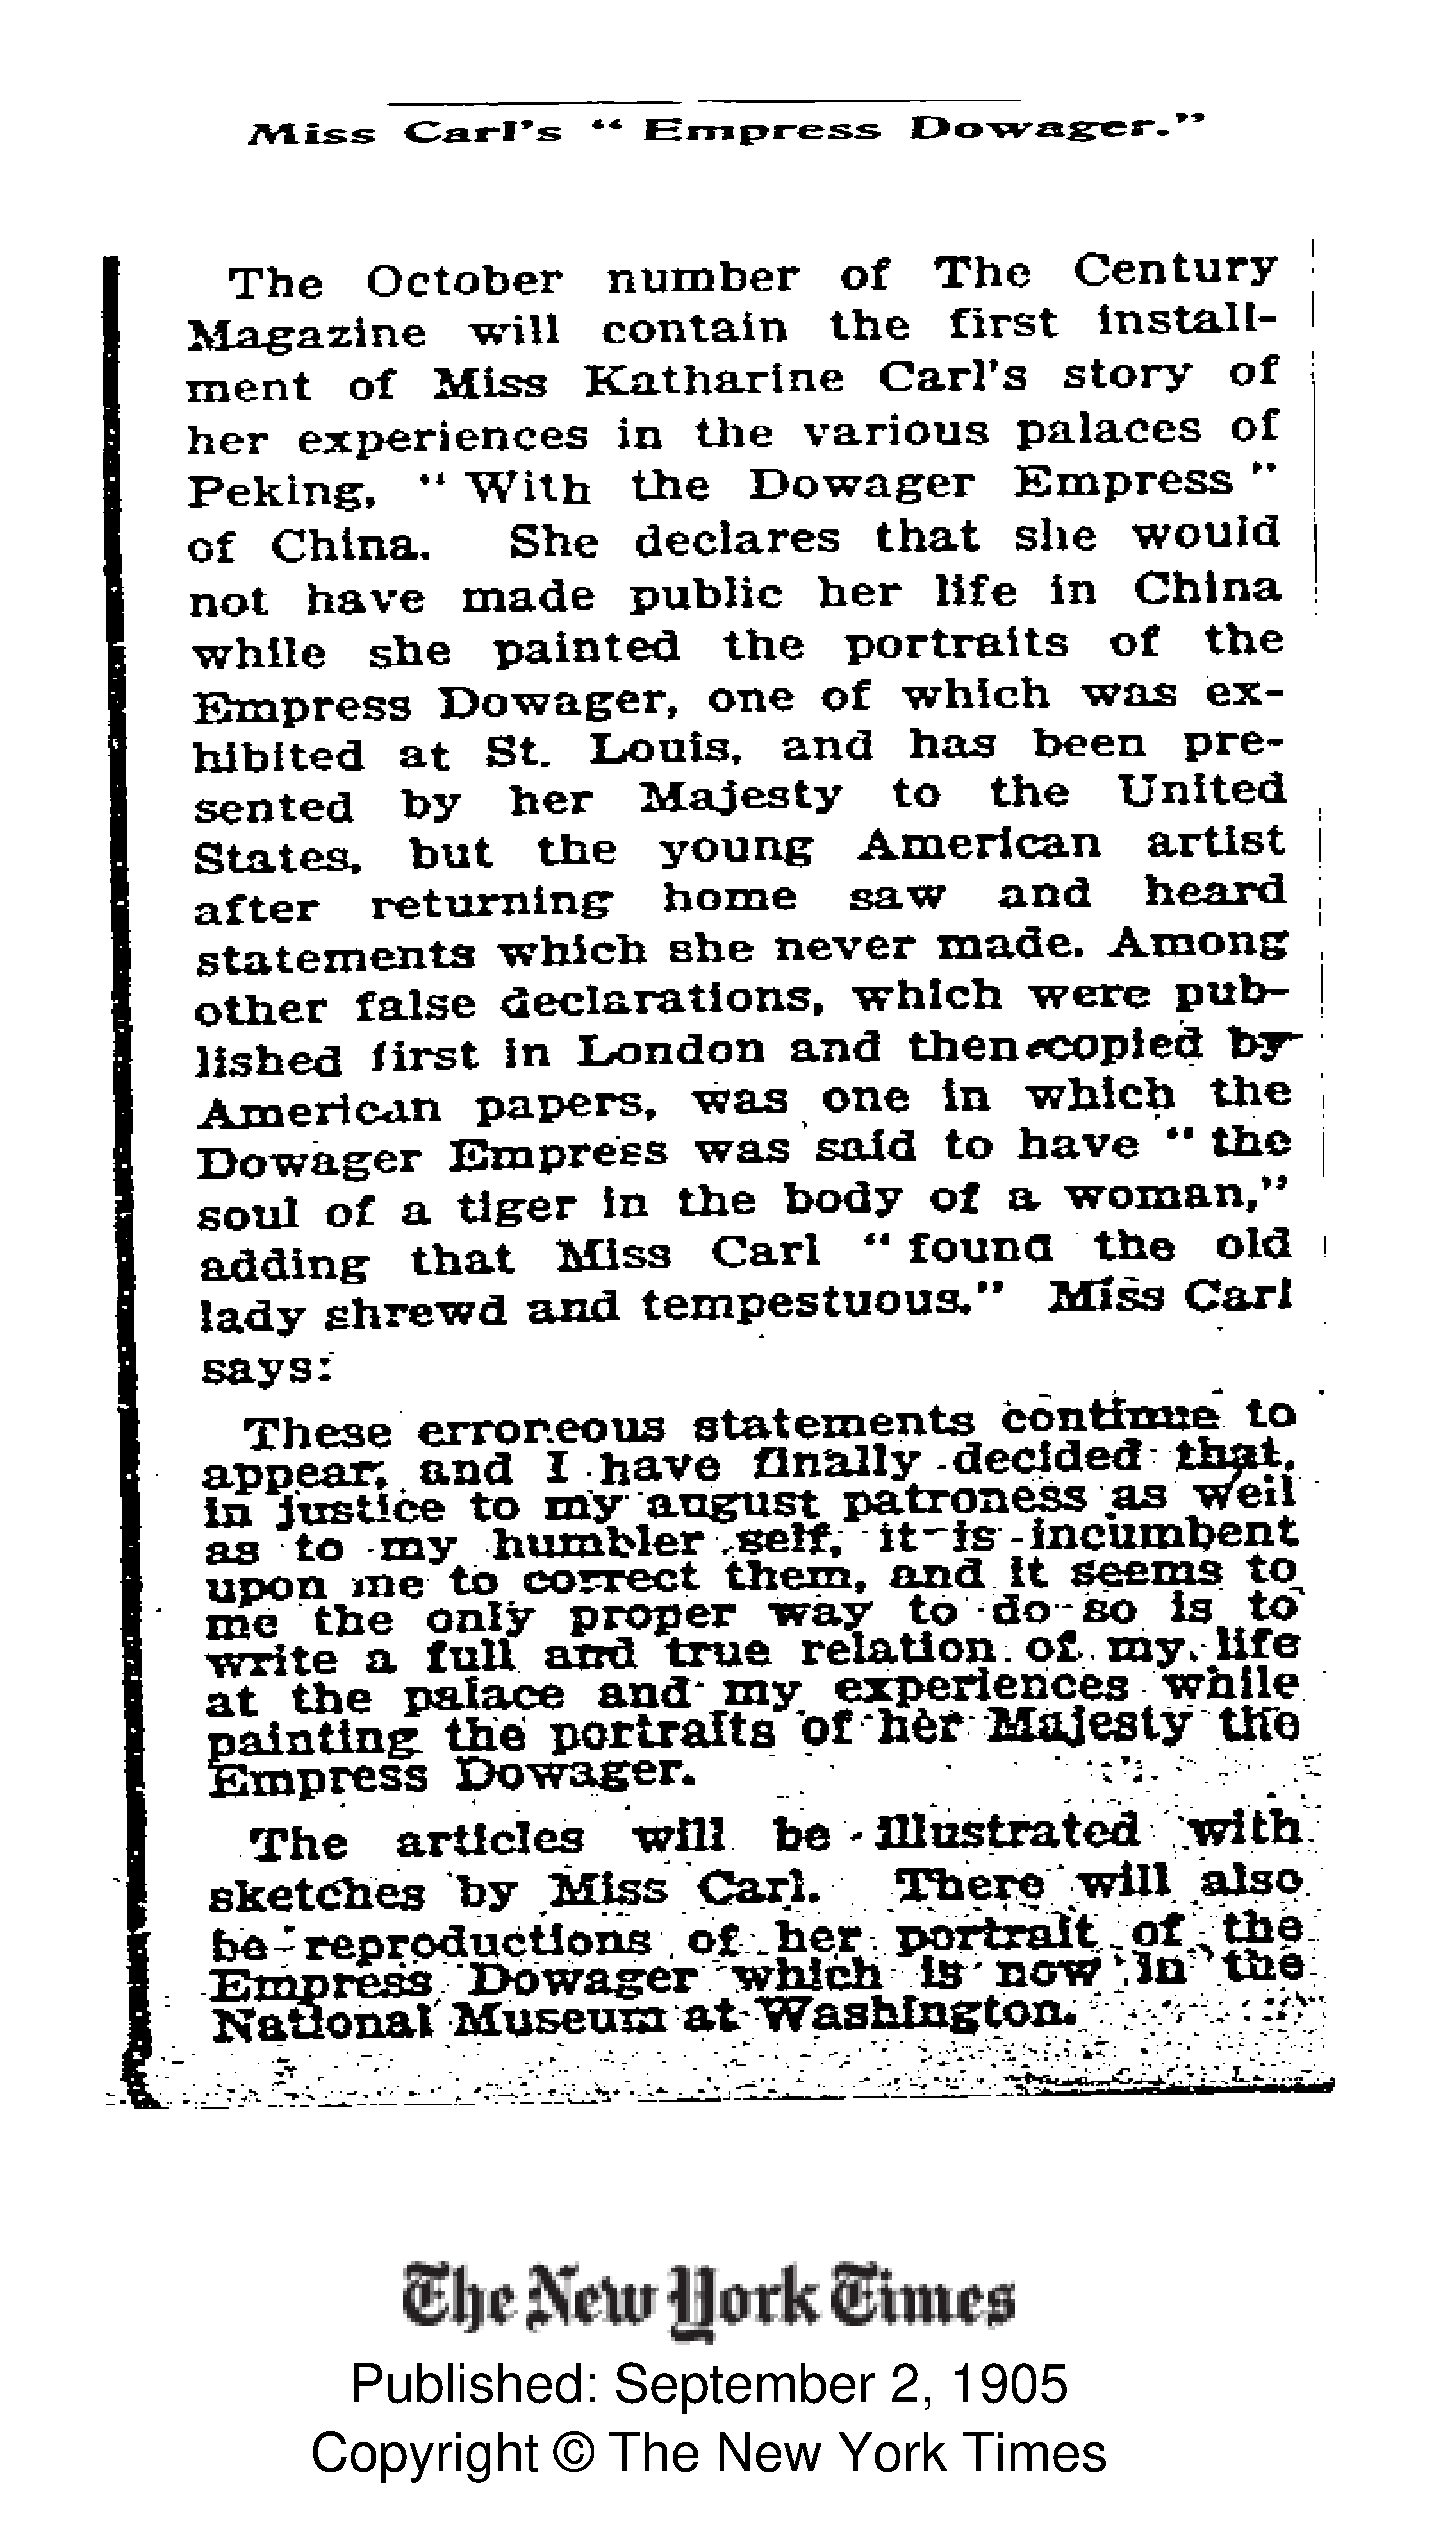 Miss Carl's “ Empress Dowager.”
The October number of The Century
Magazine will contain the first install-
ment of Miss Katharine Carl's story of
her experiences in the various palaces of
Peking, “ With the Dowager Empress ”
of China. She declares that she would
not have made public her life in China
while she painted the portraits of the
Empress Dowager, one of which was ex-
hibited at St. Louis, and has been pre-
sented by her Majesty to the United
States, but the young American artist
after returning home saw and heard
statements which she never made. Among
other false declarations, which were pub-
lished first in London and then copied by
American papers, was one in which the
Dowager Empress was said to have “ the
soul of a tiger in the body of a woman,”
adding that Miss Carl “ found the old
lady shrewd and tempestuous.” Miss Carl
says:
These erroneous statements continue to
appear, and I have finally decided that,
in justice to my august patroness as well
as to my humbler self, it is incumbent
upon me to correct them, and it seems to
me the only proper way to do so is to
write a full and true relation of my life
at the palace and my experiences while
painting the portraits of her Majesty the
Empress Dowager.
The articles will be illustrated with
sketches by Miss Carl. There will also
be reproductions of her portrait of the
Empress Dowager which is now in the
National Museum at Washington.
The New York Times
Published: September 2, 1905
Copyright © The New York Times